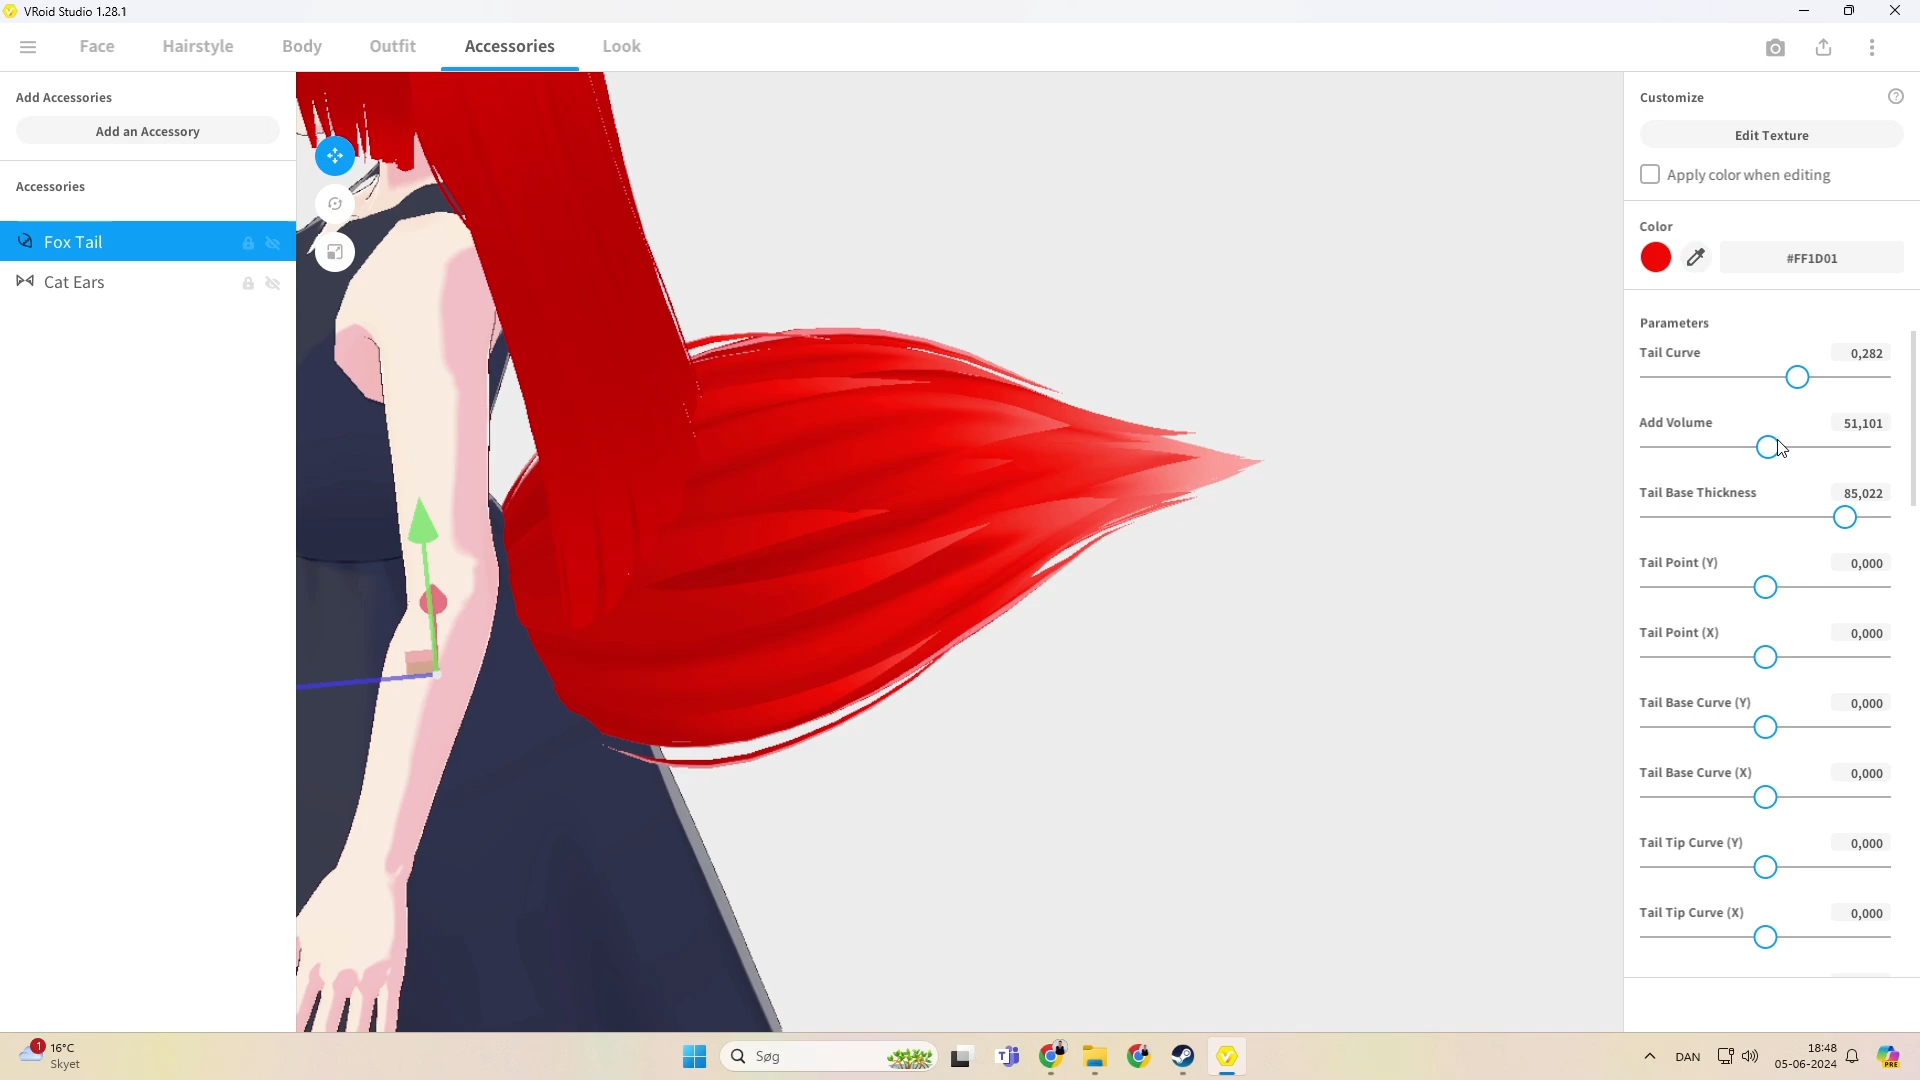 VRoid Studio 1.28.1
Face
Hairstyle
Body
Outfit
Accessories
Look
Add Accessories
Add an Accessory
Accessories
Fox Tail
Cat Ears
Customize
?
Edit Texture
Apply color when editing
Color
#FF1D01
Parameters
Tail Curve 0,282
Add Volume 51,101
Tail Base Thickness 85,022
Tail Point (Y) 0,000
Tail Point (X) 0,000
Tail Base Curve (Y) 0,000
Tail Base Curve (X) 0,000
Tail Tip Curve (Y) 0,000
Tail Tip Curve (X) 0,000
1
16°C
Skyet
Søg
T
DAN
18:48
05-06-2024
PRE